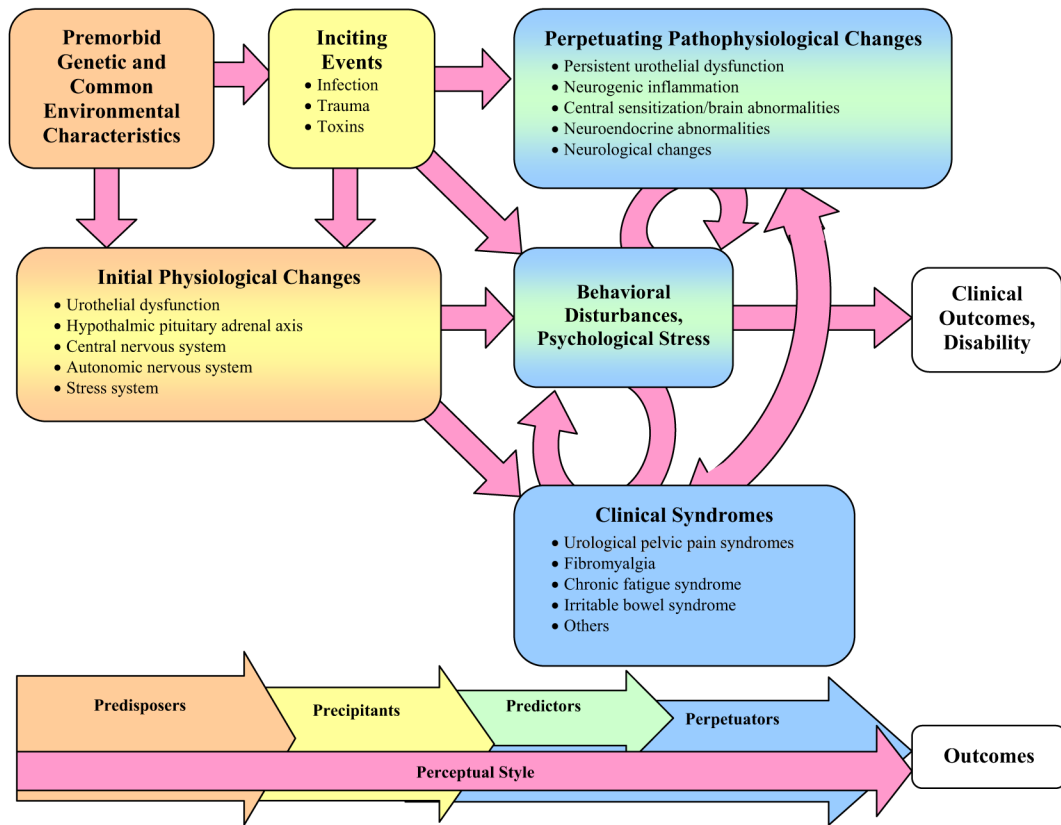 Premorbid
Genetic and
Common
Environmental
Characteristics
Inciting
Events
• Infection
• Trauma
• Toxins
Perpetuating Pathophysiological Changes
• Persistent urothelial dysfunction
• Neurogenic inflammation
• Central sensitization/brain abnormalities
• Neuroendocrine abnormalities
• Neurological changes
Initial Physiological Changes
• Urothelial dysfunction
• Hypothalmic pituitary adrenal axis
• Central nervous system
• Autonomic nervous system
• Stress system
Behavioral
Disturbances,
Psychological Stress
Clinical
Outcomes,
Disability
Clinical Syndromes
• Urological pelvic pain syndromes
• Fibromyalgia
• Chronic fatigue syndrome
• Irritable bowel syndrome
• Others
Predisposers
Precipitants
Predictors
Perpetuators
Perceptual Style
Outcomes